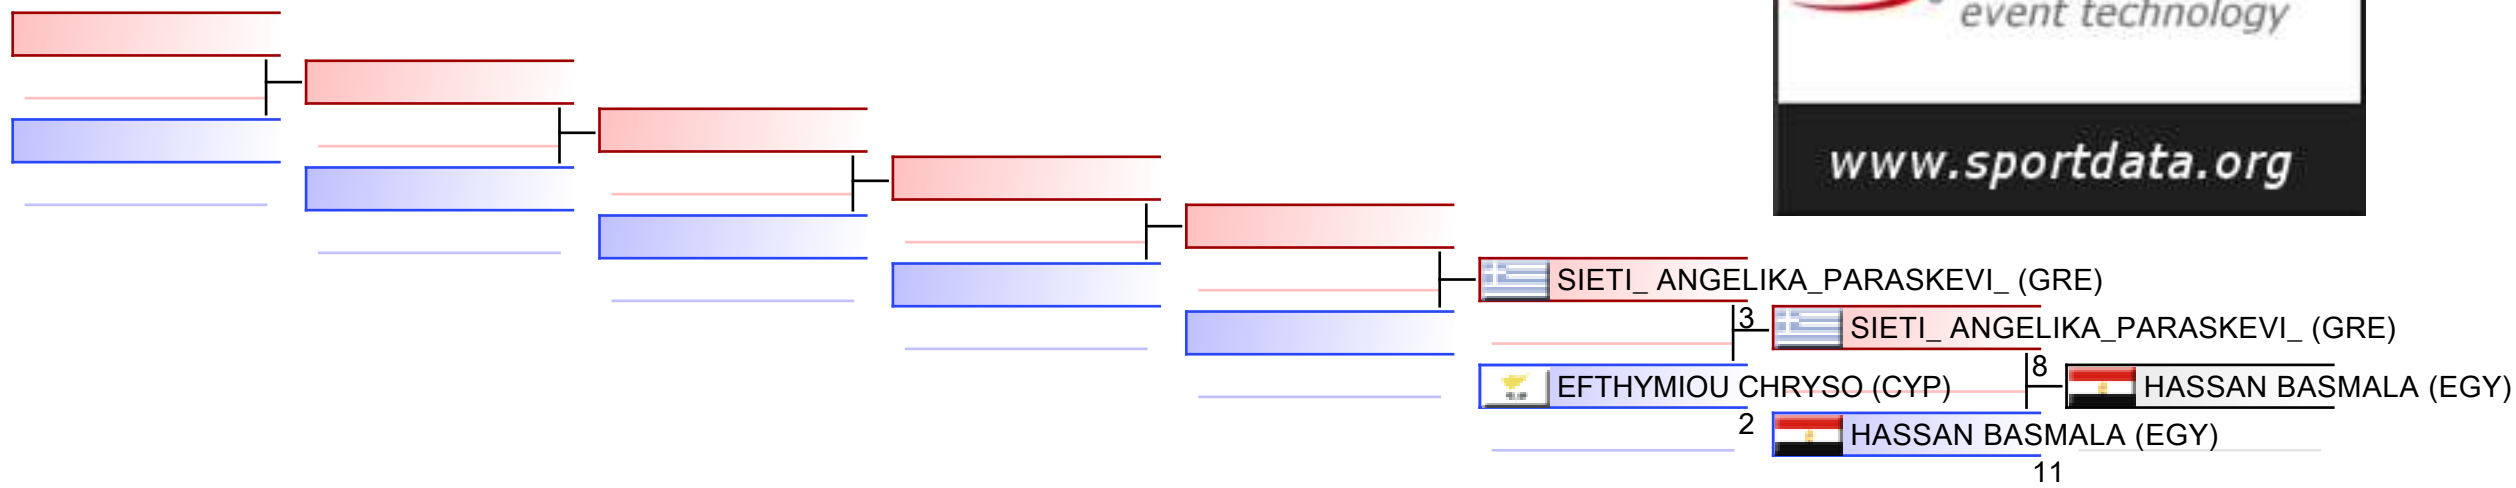 event technology
www.sportdata.org
SIETI_ ANGELIKA_PARASKEVI_ (GRE)
3
SIETI_ ANGELIKA_PARASKEVI_ (GRE)
8
EFTHYMIOU CHRYSO (CYP)
HASSAN BASMALA (EGY)
2
HASSAN BASMALA (EGY)
11